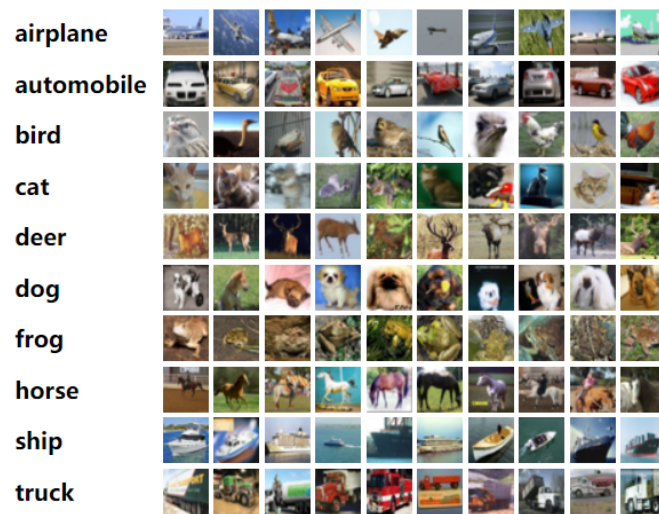 airplane
automobile
bird
cat
deer
dog
frog
horse
ship
truck